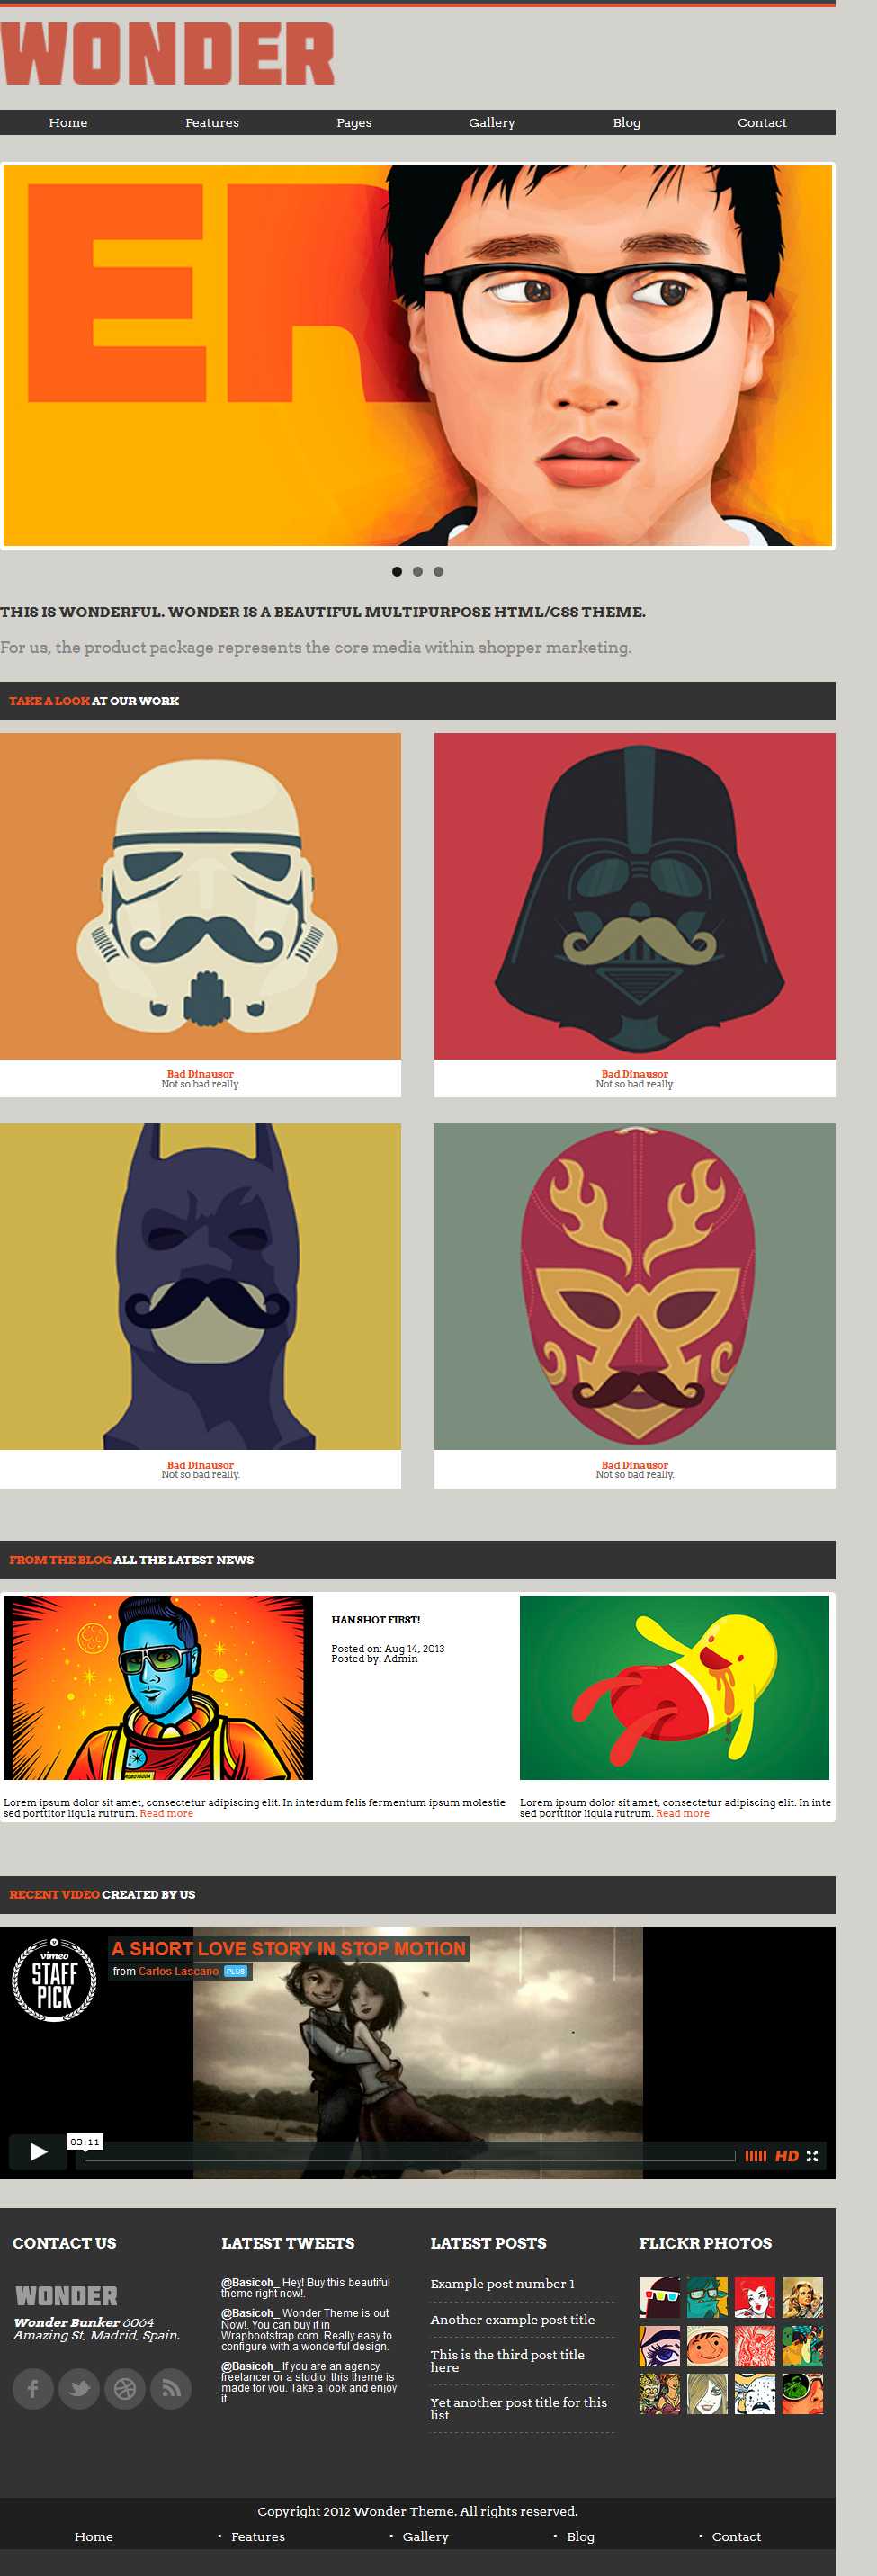 WONDER
Home Features Pages Gallery Blog Contact
ER
THIS IS WONDERFUL. WONDER IS A BEAUTIFUL MULTIPURPOSE HTML/CSS THEME.
For us, the product package represents the core media within shopper marketing.
TAKE A LOOK AT OUR WORK
Bad Dinausor
Not so bad really.
Bad Dinausor
Not so bad really.
Bad Dinausor
Not so bad really.
Bad Dinausor
Not so bad really.
FROM THE BLOG ALL THE LATEST NEWS
HAN SHOT FIRST!
Posted on: Aug 14, 2013
Posted by: Admin
Lorem ipsum dolor sit amet, consectetur adipiscing elit. In interdum felis fermentum ipsum molestie
sed porttitor ligula rutrum. Read more
Lorem ipsum dolor sit amet, consectetur adipiscing elit. In inte
sed porttitor ligula rutrum. Read more
RECENT VIDEO CREATED BY US
vimeo
STAFF
PICK
A SHORT LOVE STORY IN STOP MOTION
from Carlos Lascano PLUS
03:11
HD
CONTACT US
WONDER
Wonder Bunker 6064
Amazing St, Madrid, Spain.
LATEST TWEETS
@Basicoh_ Hey! Buy this beautiful
theme right now!.
@Basicoh_ Wonder Theme is out
Now!. You can buy it in
Wrapbootstrap.com. Really easy to
configure with a wonderful design.
@Basicoh_ If you are an agency,
freelancer or a studio, this theme is
made for you. Take a look and enjoy
it.
LATEST POSTS
Example post number 1
Another example post title
This is the third post title
here
Yet another post title for this
list
FLICKR PHOTOS
Copyright 2012 Wonder Theme. All rights reserved.
Home • Features • Gallery • Blog • Contact